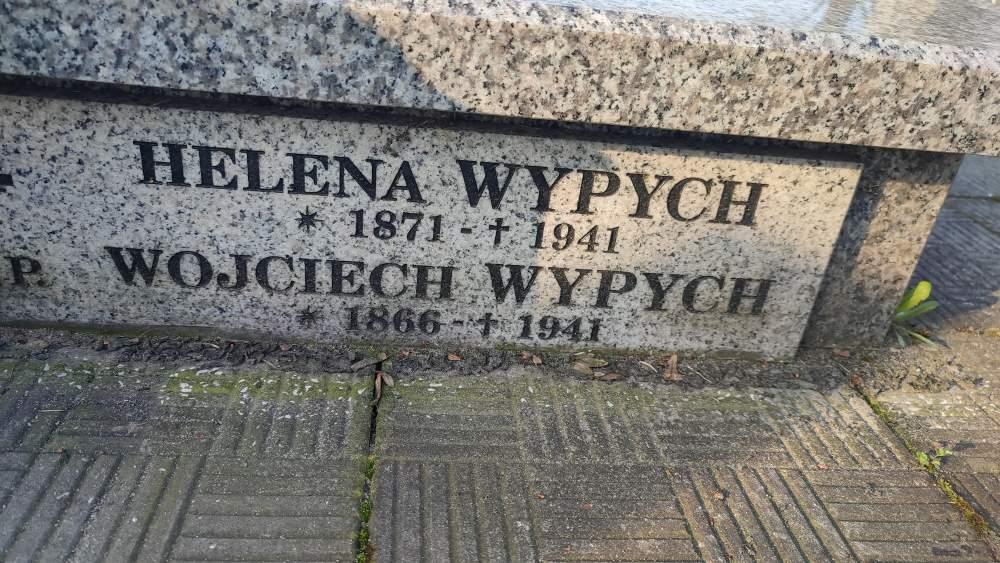 HELENA WYPYCH
* 1871 - † 1941
P. WOJCIECH WYPYCH
* 1866 - † 1941